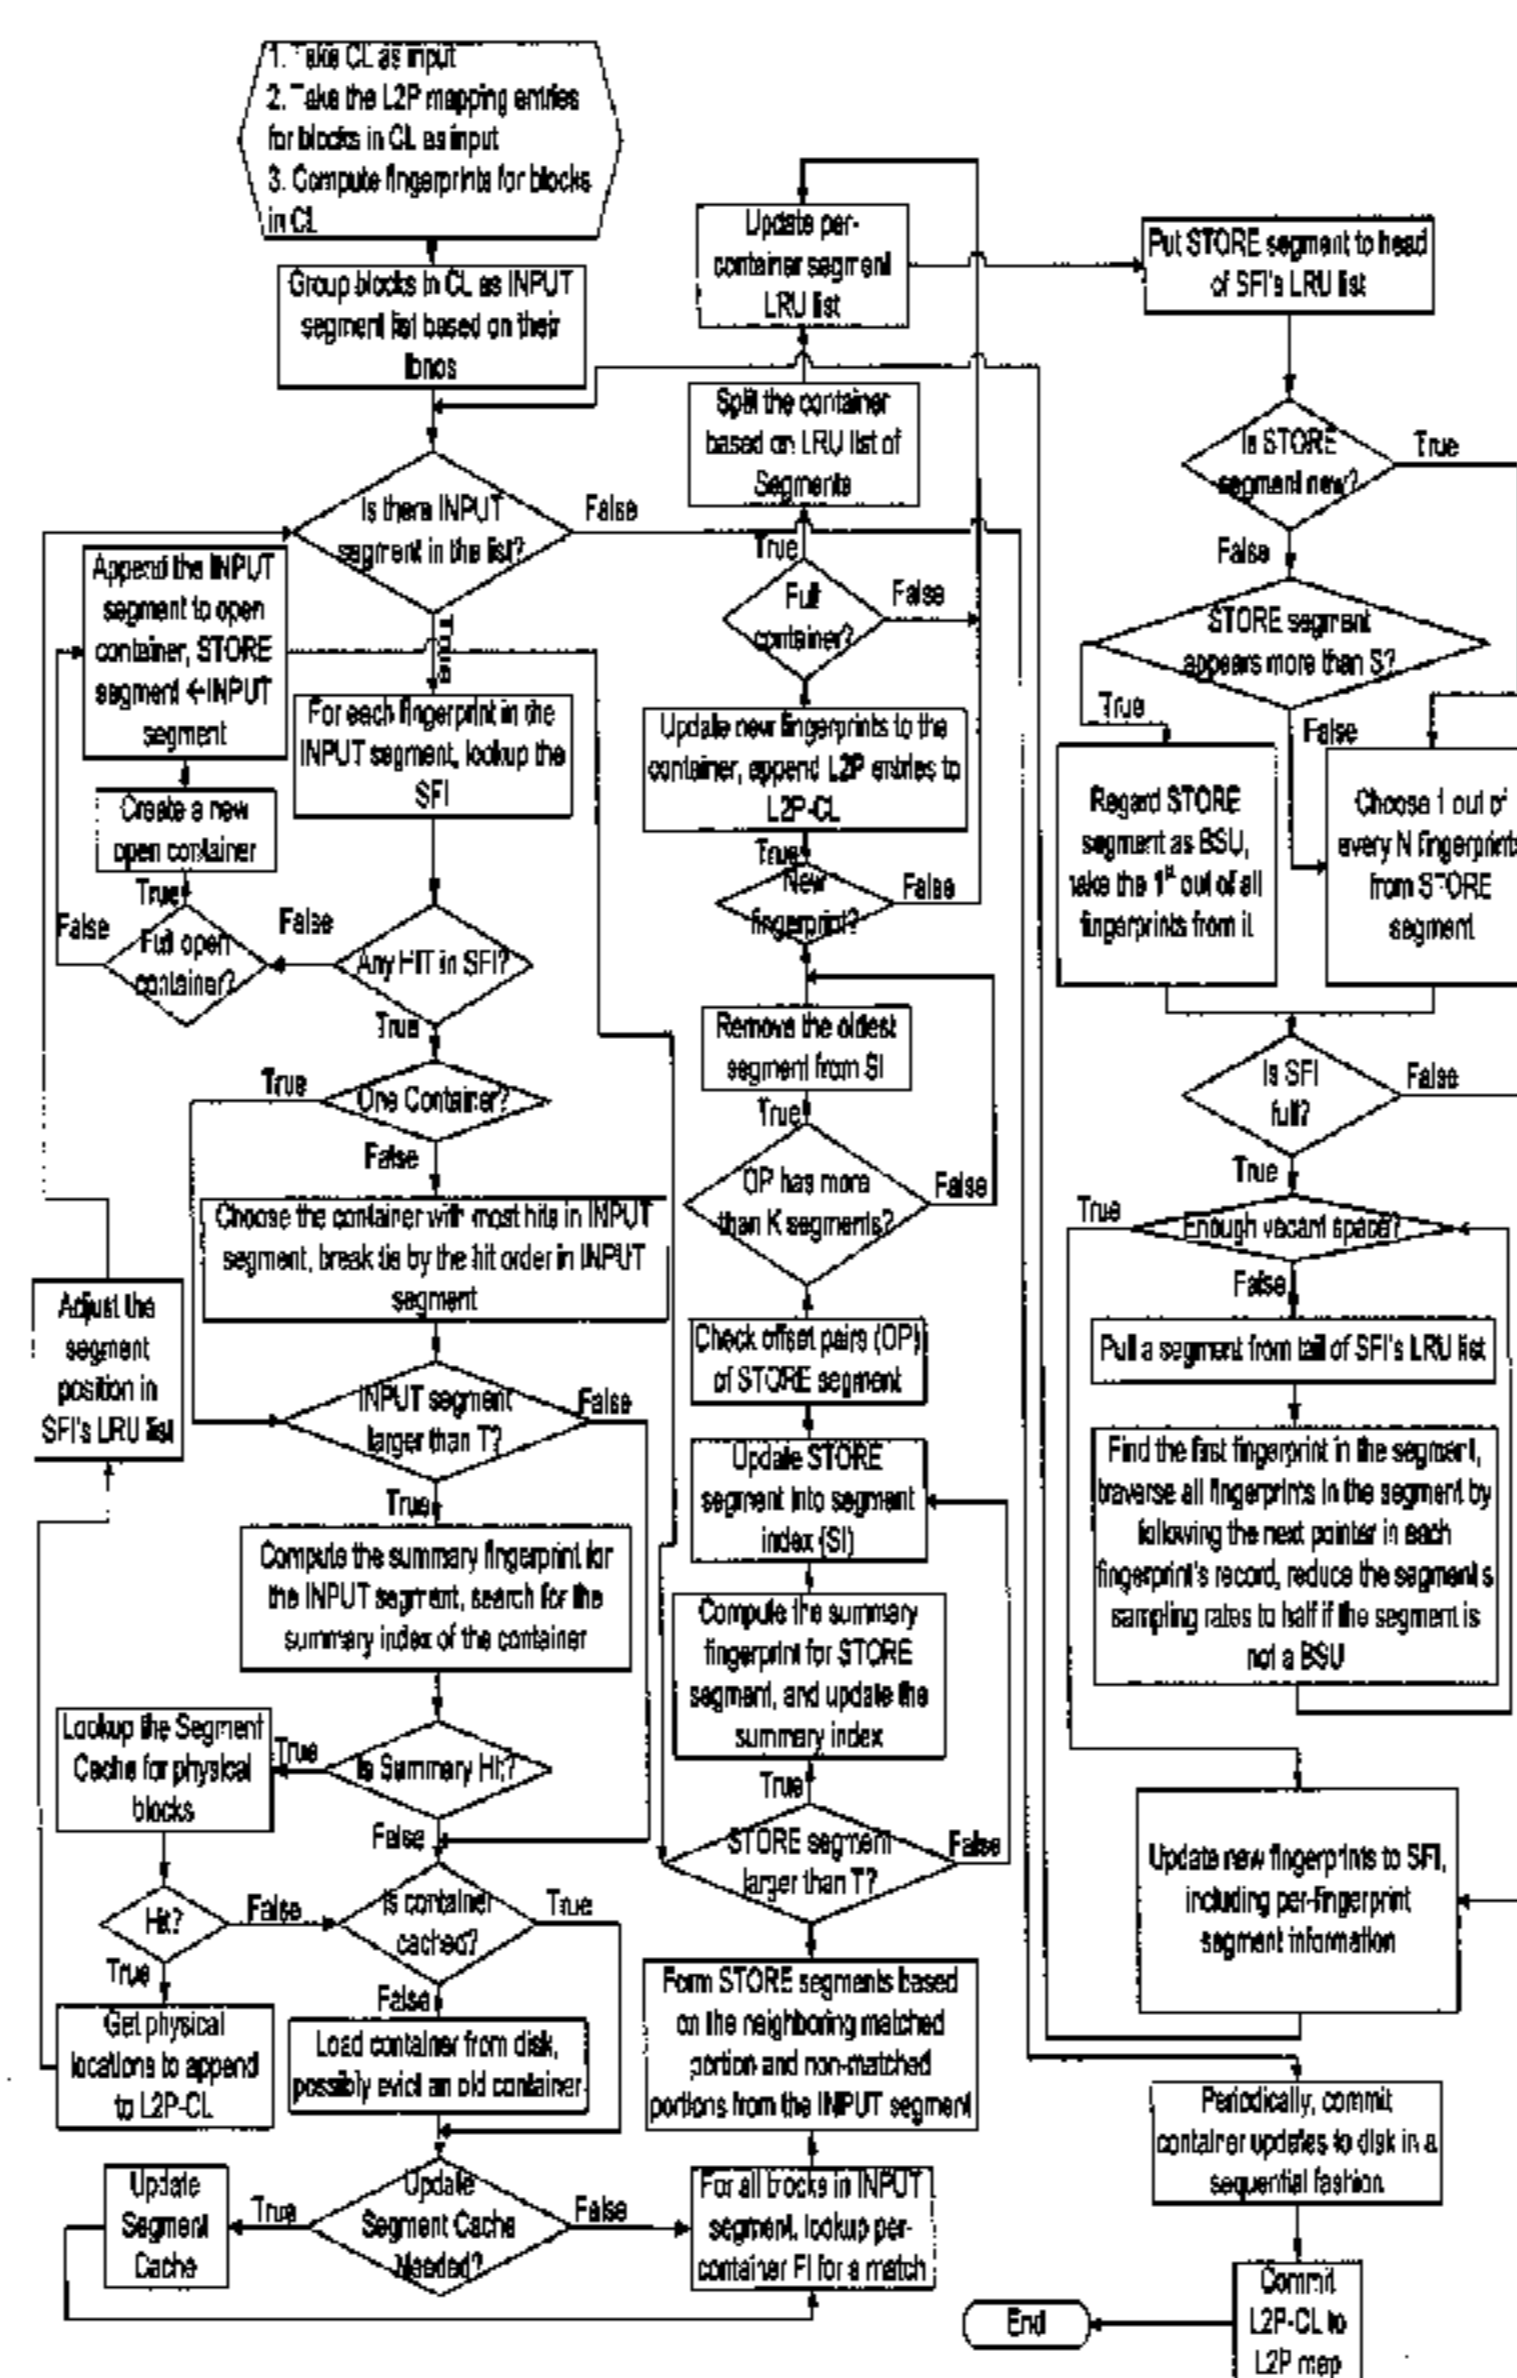 1. Take CL as input
2. Take the L2P mapping entries
for blocks in CL as input
3. Compute fingerprints for blocks
in CL
Group blocks in CL as INPUT
segment list based on their
lbnos
Is there INPUT
segment in the list?
False
True
Append the INPUT
segment to open
container, STORE
segment ←INPUT
segment
For each fingerprint in the
INPUT segment, lookup the
SFI
Create a new
open container
True
False
Full open
container?
False
Any HIT in SFI?
True
True
One Container?
False
Choose the container with most hits in INPUT
segment, break tie by the hit order in INPUT
segment
Adjust the
segment
position in
SFI's LRU list
INPUT segment
larger than T?
False
True
Compute the summary fingerprint for
the INPUT segment, search for the
summary index of the container
Lookup the Segment
Cache for physical
blocks
True
Is Summary Hit?
False
Hit?
False
Is container
cached?
True
True
False
Get physical
locations to append
to L2P-CL
Load container from disk,
possibly evict an old container
Update
Segment
Cache
True
Update
Segment Cache
Needed?
False
Update per-
container segment
LRU list
Split the container
based on LRU list of
Segments
True
Full
container?
False
Update new fingerprints to the
container, append L2P entries to
L2P-CL
True
New
fingerprint?
False
Remove the oldest
segment from SI
True
OP has more
than K segments?
False
Check offset pairs (OP)
of STORE segment
Update STORE
segment into segment
index (SI)
Compute the summary
fingerprint for STORE
segment, and update the
summary index
True
STORE segment
larger than T?
False
Form STORE segments based
on the neighboring matched
portion and non-matched
portions from the INPUT segment
For all blocks in INPUT
segment, lookup per-
container FI for a match
Put STORE segment to head
of SFI's LRU list
Is STORE
segment new?
True
False
STORE segment
appears more than S?
True
False
Regard STORE
segment as BSU,
take the 1st out of all
fingerprints from it
Choose 1 out of
every N fingerprints
from STORE
segment
Is SFI
full?
False
True
True
Enough vacant space?
False
Pull a segment from tail of SFI's LRU list
Find the first fingerprint in the segment,
traverse all fingerprints in the segment by
following the next pointer in each
fingerprint's record, reduce the segment's
sampling rates to half if the segment is
not a BSU
Update new fingerprints to SFI,
including per-fingerprint
segment information
Periodically, commit
container updates to disk in a
sequential fashion
Commit
L2P-CL to
L2P map
End